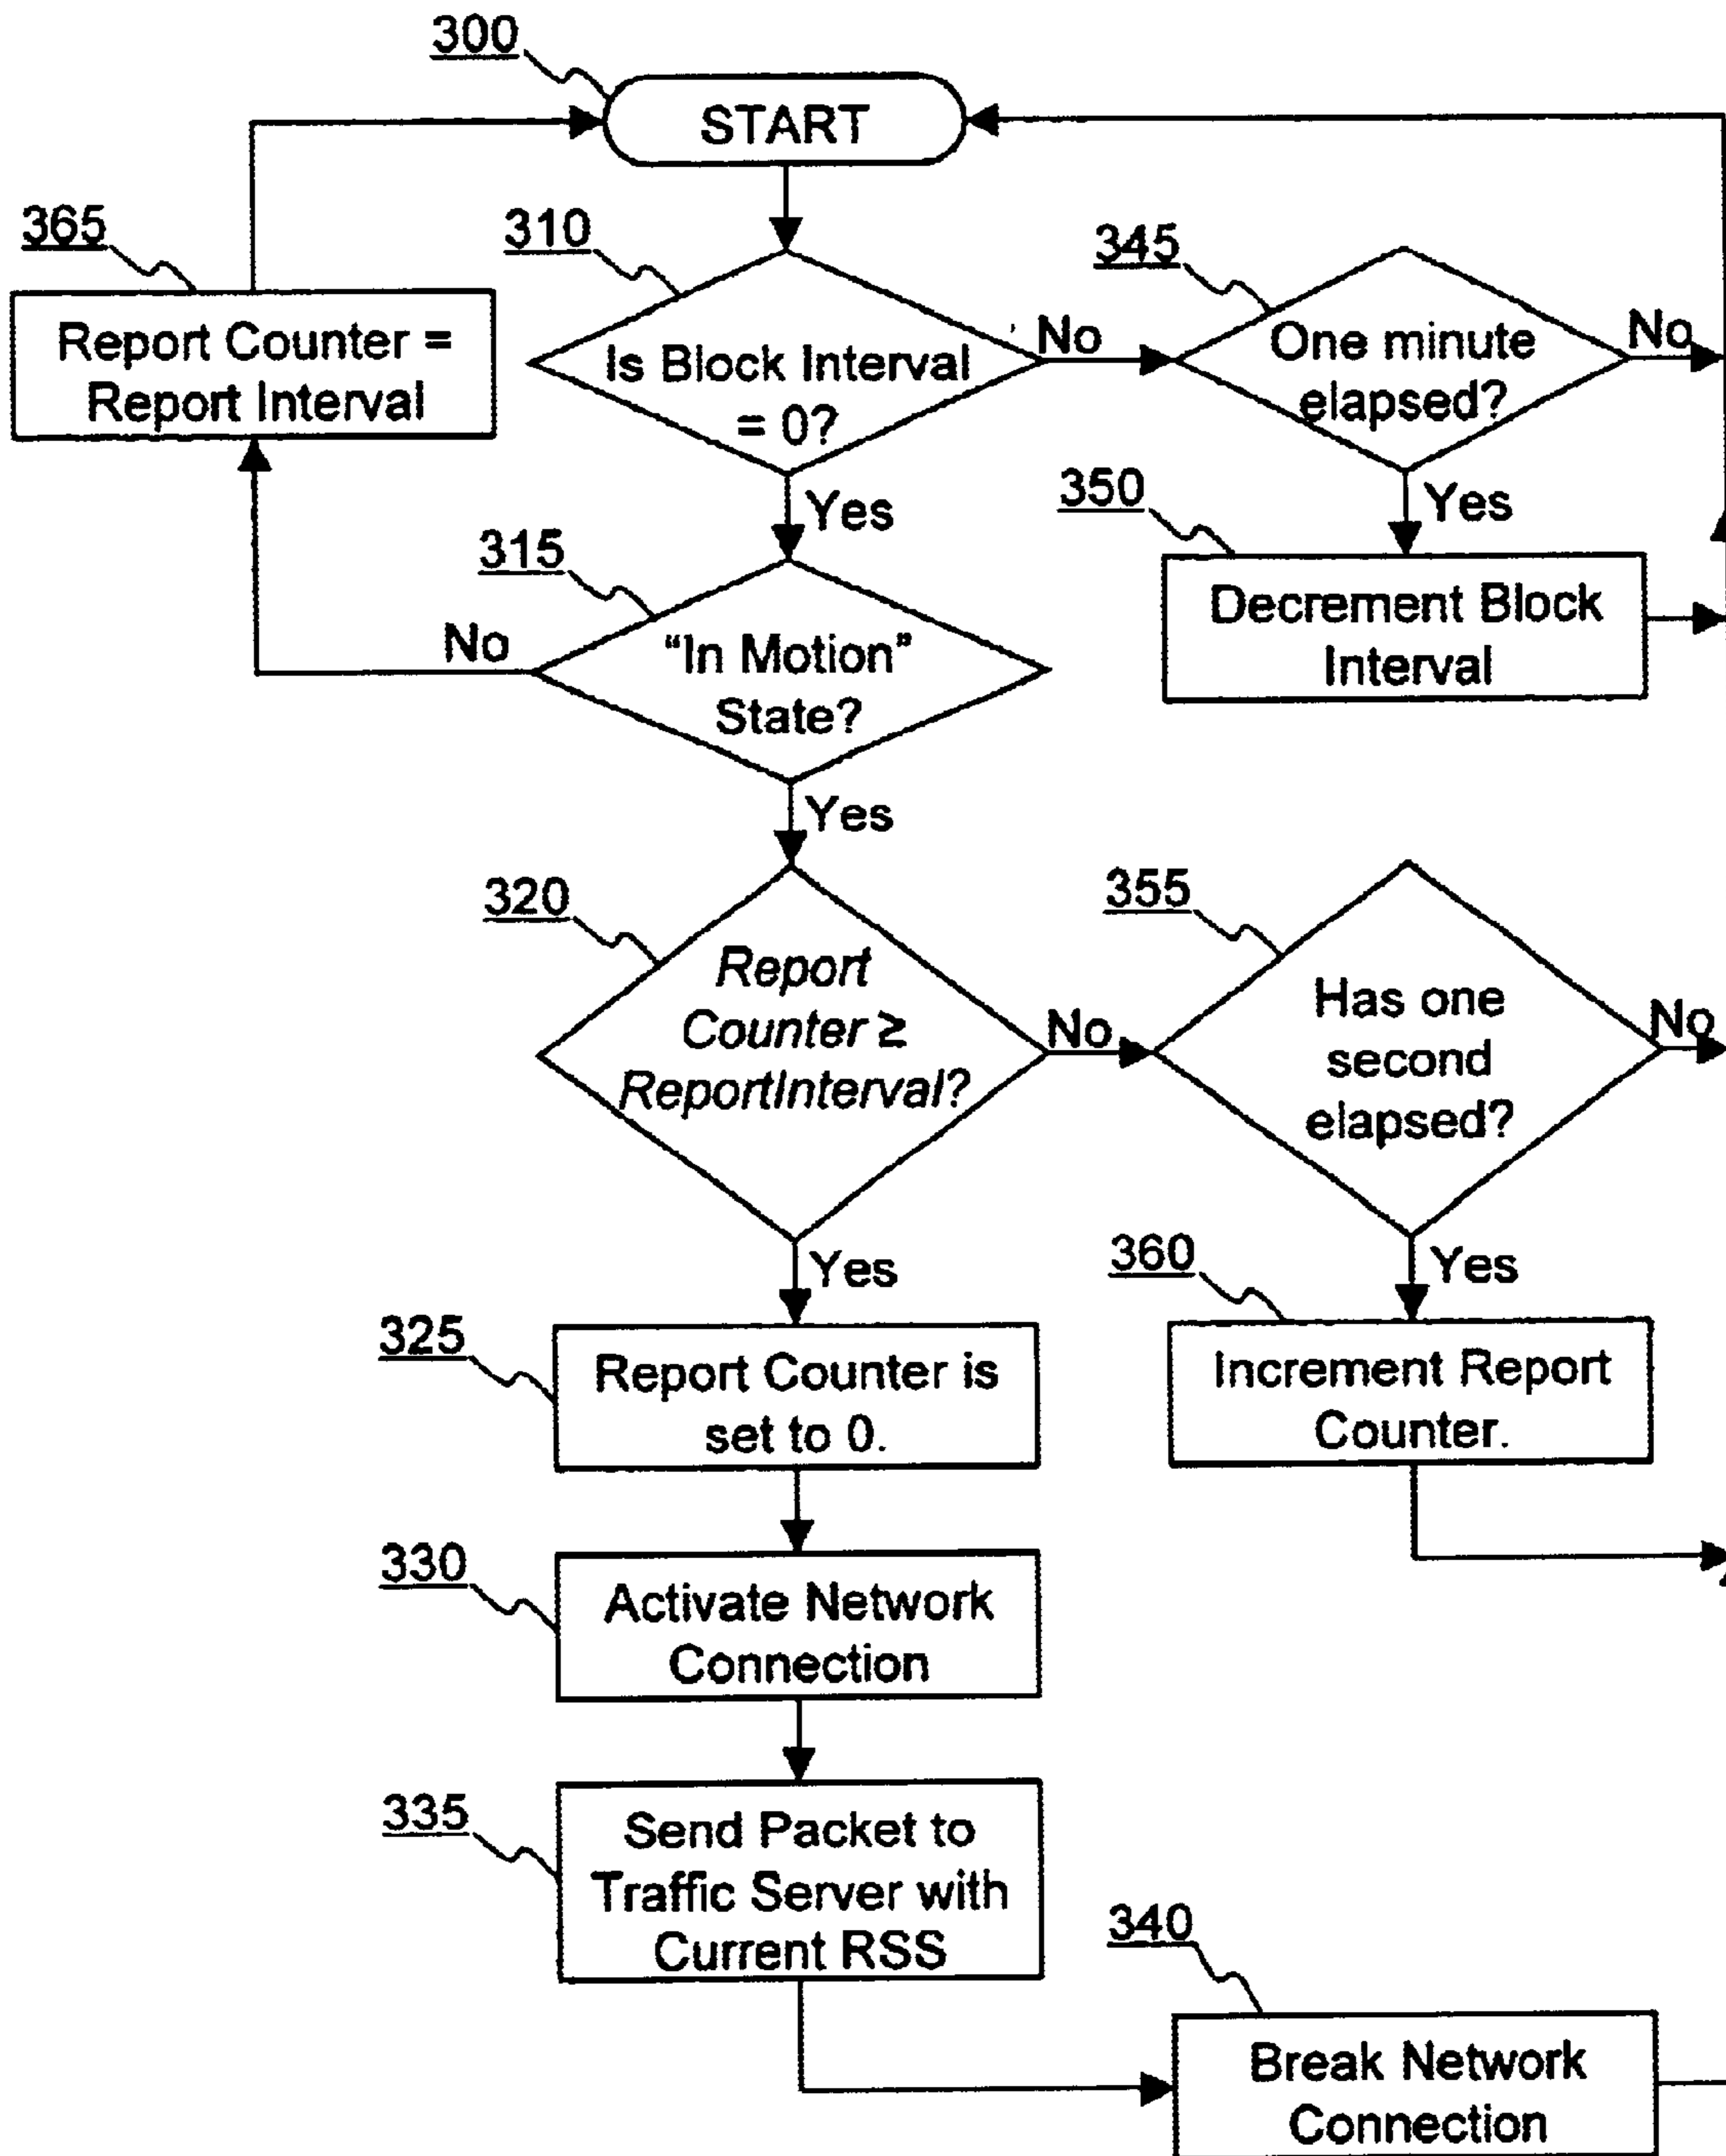 300
START
365
Report Counter =
Report Interval
310
Is Block Interval
= 0?
No
345
One minute
elapsed?
No
Yes
350
Yes
Decrement Block
Interval
315
"In Motion"
State?
No
Yes
320
Report
Counter ≥
ReportInterval?
No
355
Has one
second
elapsed?
No
Yes
360
Yes
Increment Report
Counter.
325
Report Counter is
set to 0.
330
Activate Network
Connection
335
Send Packet to
Traffic Server with
Current RSS
340
Break Network
Connection